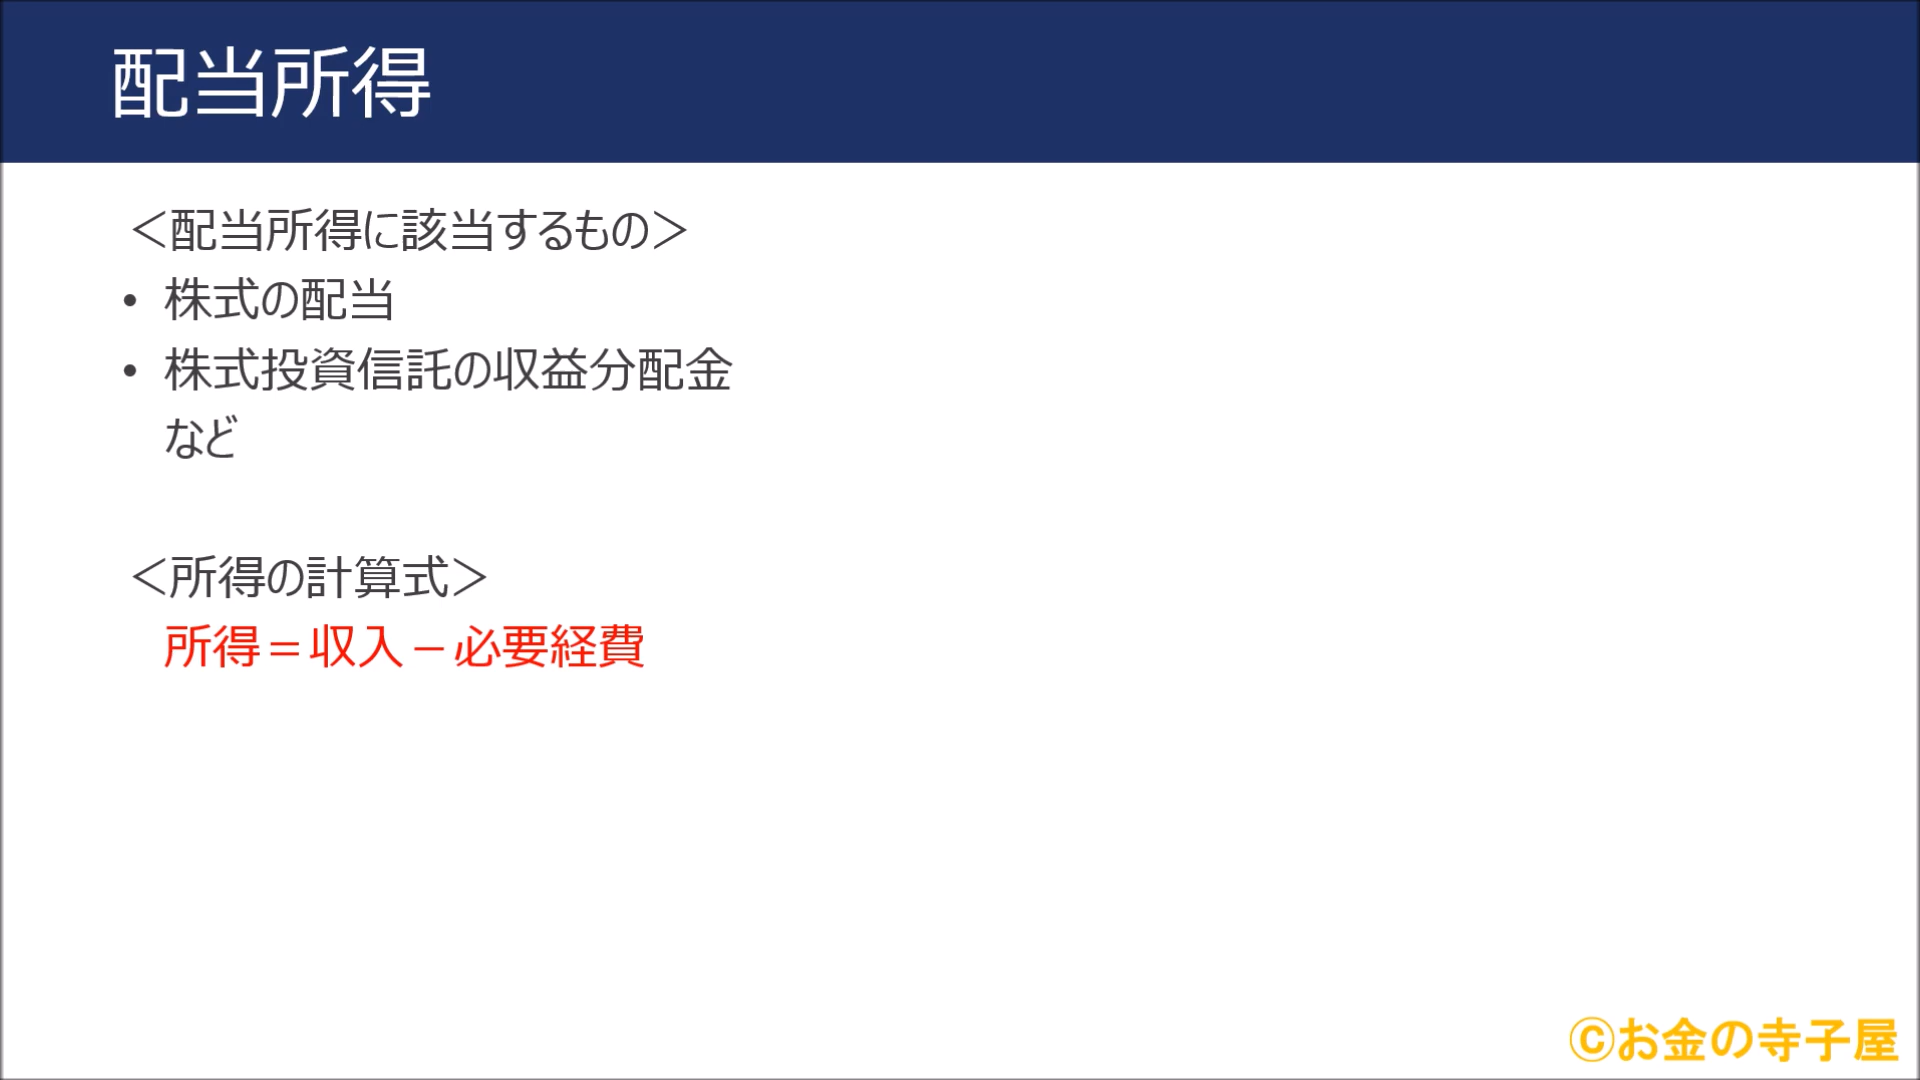 配当所得
＜配当所得に該当するもの＞
• 株式の配当
• 株式投資信託の収益分配金
など
＜所得の計算式＞
所得＝収入－必要経費
©お金の寺子屋